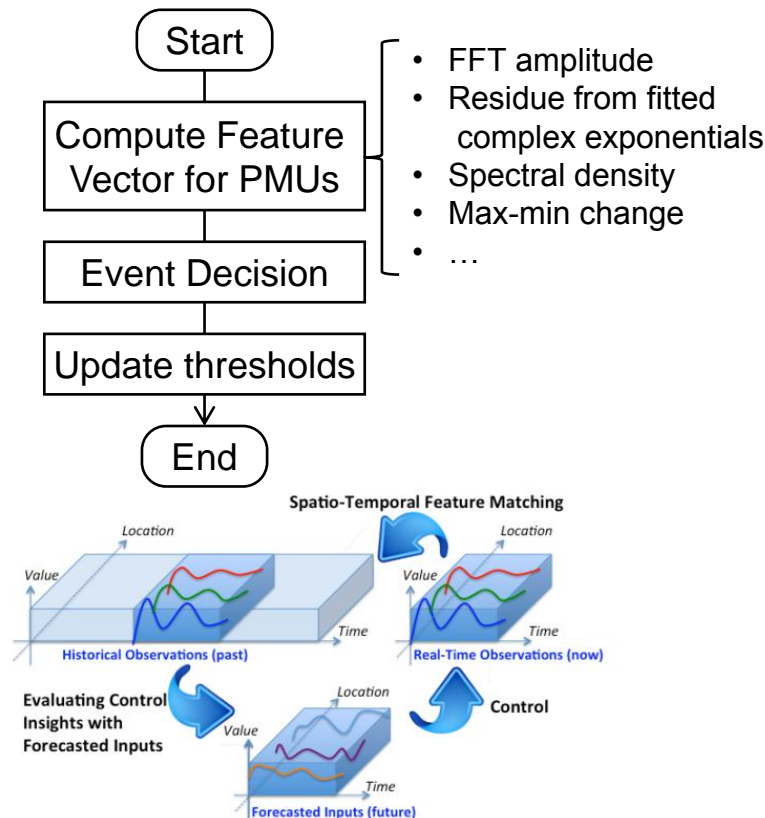 Start
Compute Feature
Vector for PMUs
• FFT amplitude
• Residue from fitted
complex exponentials
• Spectral density
• Max-min change
• …
Event Decision
Update thresholds
End
Spatio-Temporal Feature Matching
Location
Value
Time
Historical Observations (past)
Location
Value
Time
Real-Time Observations (now)
Evaluating Control
Insights with
Forecasted Inputs
Location
Value
Time
Forecasted Inputs (future)
Control